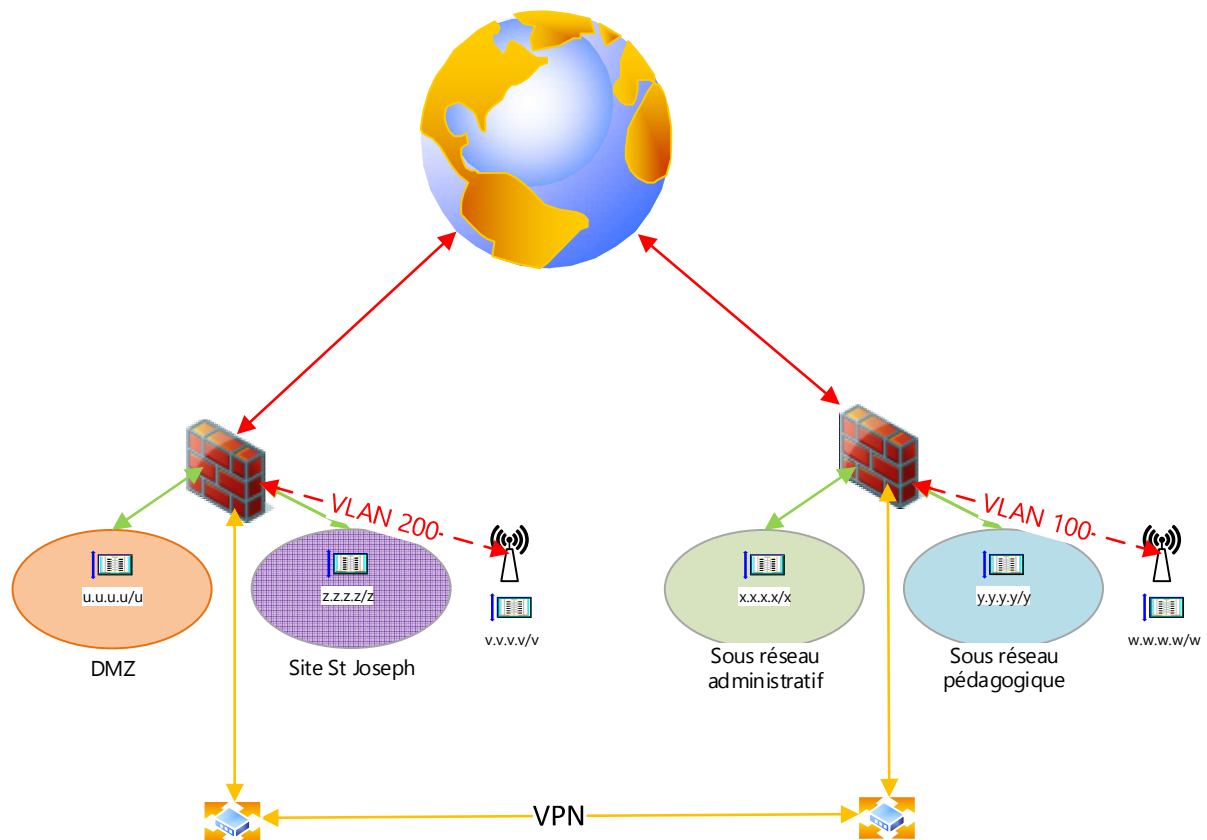 VLAN 200
VLAN 100
u.u.u.u/u
z.z.z.z/z
v.v.v.v/v
x.x.x.x/x
y.y.y.y/y
w.w.w.w/w
DMZ
Site St Joseph
Sous réseau
administratif
Sous réseau
pédagogique
VPN